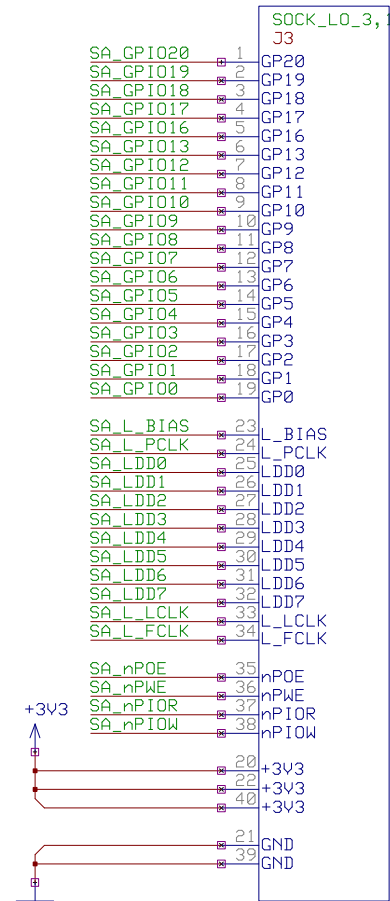 SOCK_LO_3,
J3
SA_GPIO20 1 GP20
SA_GPIO19 2 GP19
SA_GPIO18 3 GP18
SA_GPIO17 4 GP17
SA_GPIO16 5 GP16
SA_GPIO13 6 GP13
SA_GPIO12 7 GP12
SA_GPIO11 8 GP11
SA_GPIO10 9 GP10
SA_GPIO9 10 GP9
SA_GPIO8 11 GP8
SA_GPIO7 12 GP7
SA_GPIO6 13 GP6
SA_GPIO5 14 GP5
SA_GPIO4 15 GP4
SA_GPIO3 16 GP3
SA_GPIO2 17 GP2
SA_GPIO1 18 GP1
SA_GPIO0 19 GP0
SA_L_BIAS 23 L_BIAS
SA_L_PCLK 24 L_PCLK
SA_LDD0 25 LDD0
SA_LDD1 26 LDD1
SA_LDD2 27 LDD2
SA_LDD3 28 LDD3
SA_LDD4 29 LDD4
SA_LDD5 30 LDD5
SA_LDD6 31 LDD6
SA_LDD7 32 LDD7
SA_L_LCLK 33 L_LCLK
SA_L_FCLK 34 L_FCLK
SA_nPOE 35 nPOE
SA_nPWE 36 nPWE
SA_nPIOR 37 nPIOR
SA_nPIOW 38 nPIOW
+3V3
20 +3V3
22 +3V3
40 +3V3
21 GND
39 GND